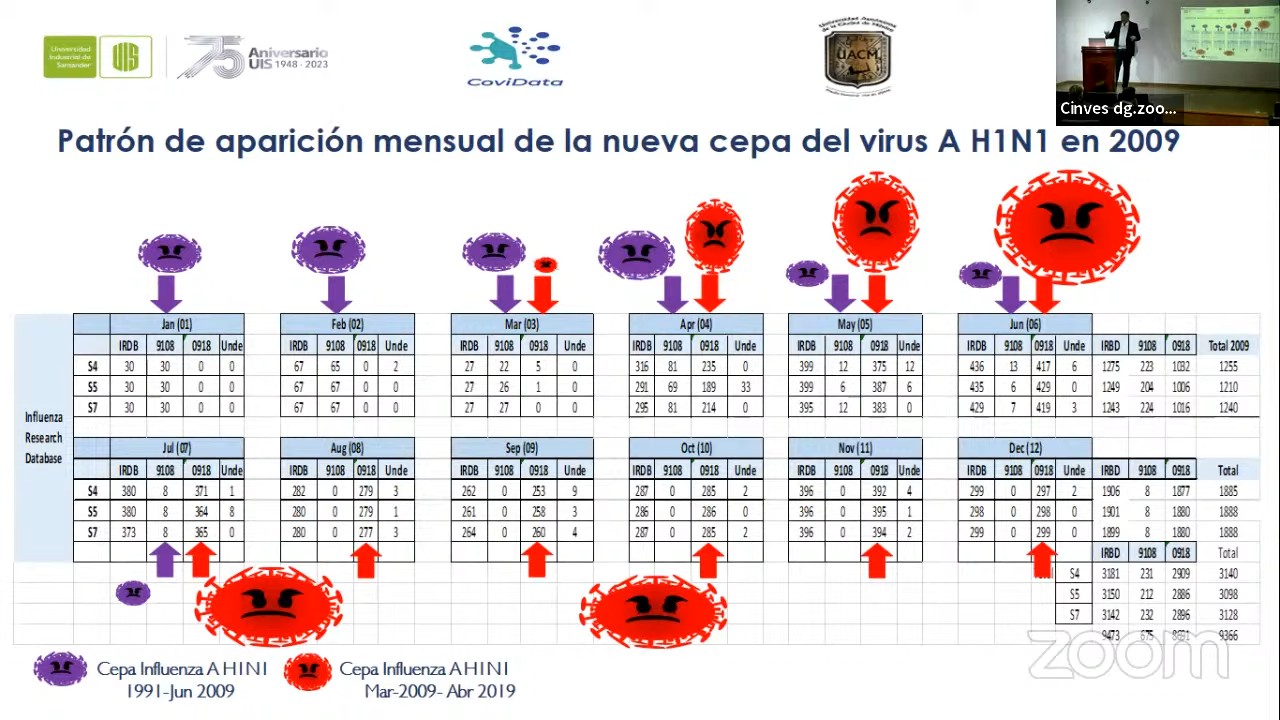 Universidad
Industrial de
Santander
UIS
75 Aniversario
UIS 1948 - 2023
CoviData
UACM
Cinves dg.zoo...
Patrón de aparición mensual de la nueva cepa del virus A H1N1 en 2009
Jan (01) Feb (02) Mar (03) Apr (04) May (05) Jun (06)
IRDB 9108 0918 Unde IRDB 9108 0918 Unde IRDB 9108 0918 Unde IRDB 9108 0918 Unde IRDB 9108 0918 Unde IRDB 9108 0918 Unde IRBD 9108 0918 Total 2009
S4 30 30 0 0 67 65 0 2 27 22 5 0 316 81 235 0 399 12 375 12 436 13 417 6 1275 223 1032 1255
S5 30 30 0 0 67 67 0 0 27 26 1 0 291 69 189 33 399 6 387 6 435 6 429 0 1249 204 1006 1210
S7 30 30 0 0 67 67 0 0 27 27 0 0 295 81 214 0 395 12 383 0 429 7 419 3 1243 224 1016 1240
Influenza
Research
Database
Jul (07) Aug (08) Sep (09) Oct (10) Nov (11) Dec (12)
IRDB 9108 0918 Unde IRDB 9108 0918 Unde IRDB 9108 0918 Unde IRDB 9108 0918 Unde IRDB 9108 0918 Unde IRDB 9108 0918 Unde IRBD 9108 0918 Total
S4 380 8 371 1 282 0 279 3 262 0 253 9 287 0 285 2 396 0 392 4 299 0 297 2 1906 8 1877 1885
S5 380 8 364 8 280 0 279 1 261 0 258 3 286 0 286 0 396 0 395 1 298 0 298 0 1901 8 1880 1888
S7 373 8 365 0 280 0 277 3 264 0 260 4 287 0 285 2 396 0 394 2 299 0 299 0 1899 8 1880 1888
IRBD 9108 0918 Total
S4 3181 231 2909 3140
S5 3150 212 2886 3098
S7 3142 232 2896 3128
9473 675 8691 9366
zoom
Cepa Influenza A H1N1
1991-Jun 2009
Cepa Influenza A H1N1
Mar-2009- Abr 2019